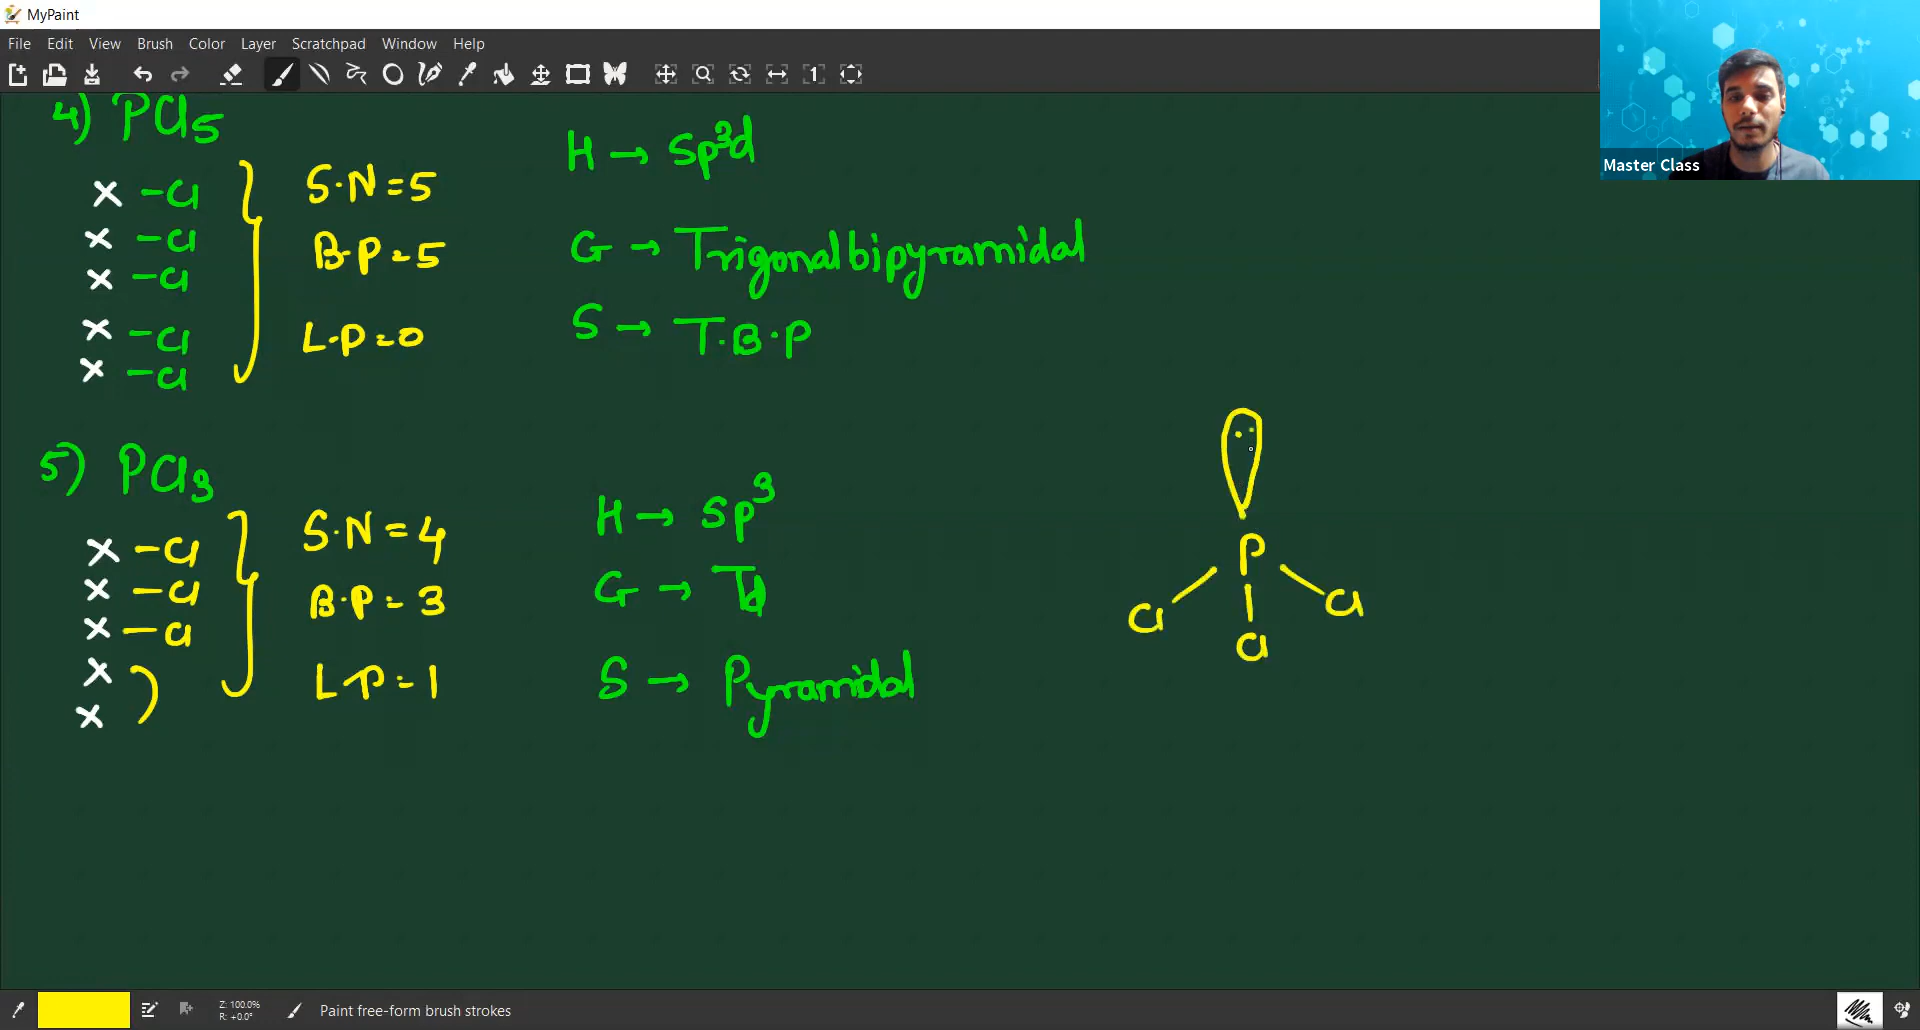 MyPaint
File Edit View Brush Color Layer Scratchpad Window Help
Master Class
4) PCl5
x -Cl
x -Cl
x -Cl
x -Cl
x -Cl
S.N = 5
B.P = 5
L.P = 0
H → Sp³d
G → Trigonalbipyramidal
S → T.B.P
5) PCl3
x -Cl
x -Cl
x -Cl
x
x
S.N = 4
B.P = 3
L.P = 1
H → Sp³
G → Td
S → Pyramidal
P
Cl Cl
Cl
Z: 100.0%
R: +0.0°
Paint free-form brush strokes